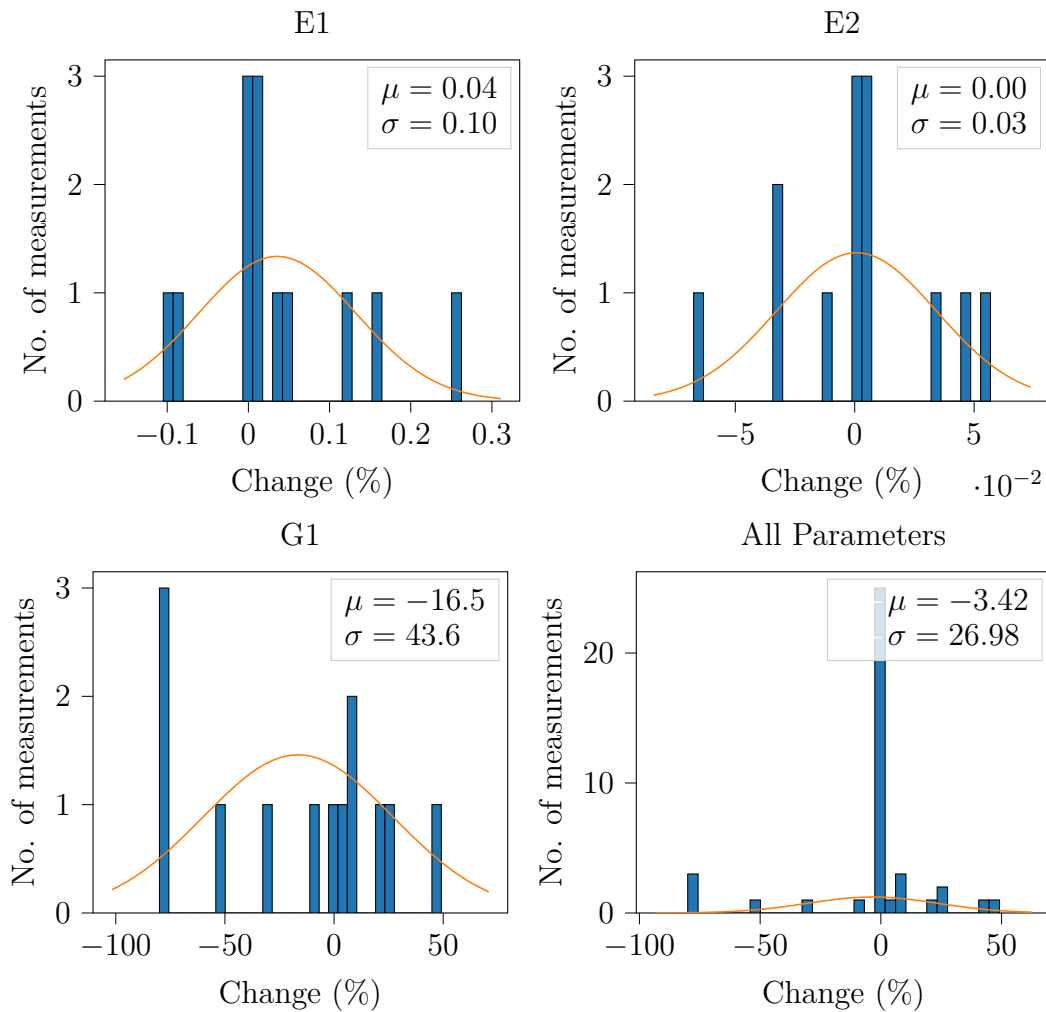 E1
No. of measurements
3
2
1
0
μ = 0.04
σ = 0.10
−0.1 0 0.1 0.2 0.3
Change (%)
E2
No. of measurements
3
2
1
0
μ = 0.00
σ = 0.03
−5 0 5
Change (%)
·10−2
G1
No. of measurements
3
2
1
0
μ = −16.5
σ = 43.6
−100 −50 0 50
Change (%)
All Parameters
No. of measurements
20
10
0
μ = −3.42
σ = 26.98
−100 −50 0 50
Change (%)